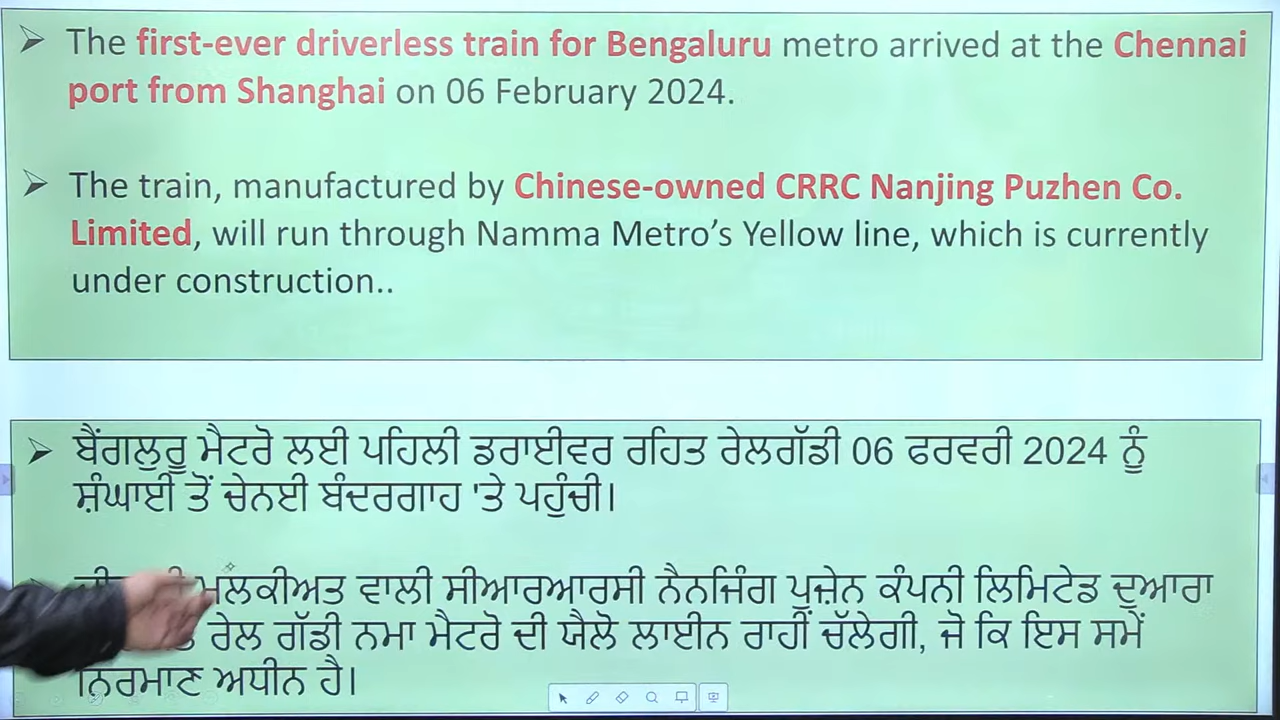 The first-ever driverless train for Bengaluru metro arrived at the Chennai
port from Shanghai on 06 February 2024.
The train, manufactured by Chinese-owned CRRC Nanjing Puzhen Co.
Limited, will run through Namma Metro’s Yellow line, which is currently
under construction..
ਬੈਂਗਲੁਰੂ ਮੈਟਰੋ ਲਈ ਪਹਿਲੀ ਡਰਾਈਵਰ ਰਹਿਤ ਰੇਲਗੱਡੀ 06 ਫਰਵਰੀ 2024 ਨੂੰ
ਸ਼ੰਘਾਈ ਤੋਂ ਚੇਨਈ ਬੰਦਰਗਾਹ 'ਤੇ ਪਹੁੰਚੀ।
ਵਾਲੀ ਸੀਆਰਆਰਸੀ ਨੈਨਜਿੰਗ ਪੁਜ਼ੇਨ ਕੰਪਨੀ ਲਿਮਿਟੇਡ ਦੁਆਰਾ
ਰੇਲ ਗੱਡੀ ਨਮਾ ਮੈਟਰੋ ਦੀ ਯੈਲੋ ਲਾਈਨ ਰਾਹੀਂ ਚੱਲੇਗੀ, ਜੋ ਕਿ ਇਸ ਸਮੇਂ
ਨਿਰਮਾਣ ਅਧੀਨ ਹੈ।